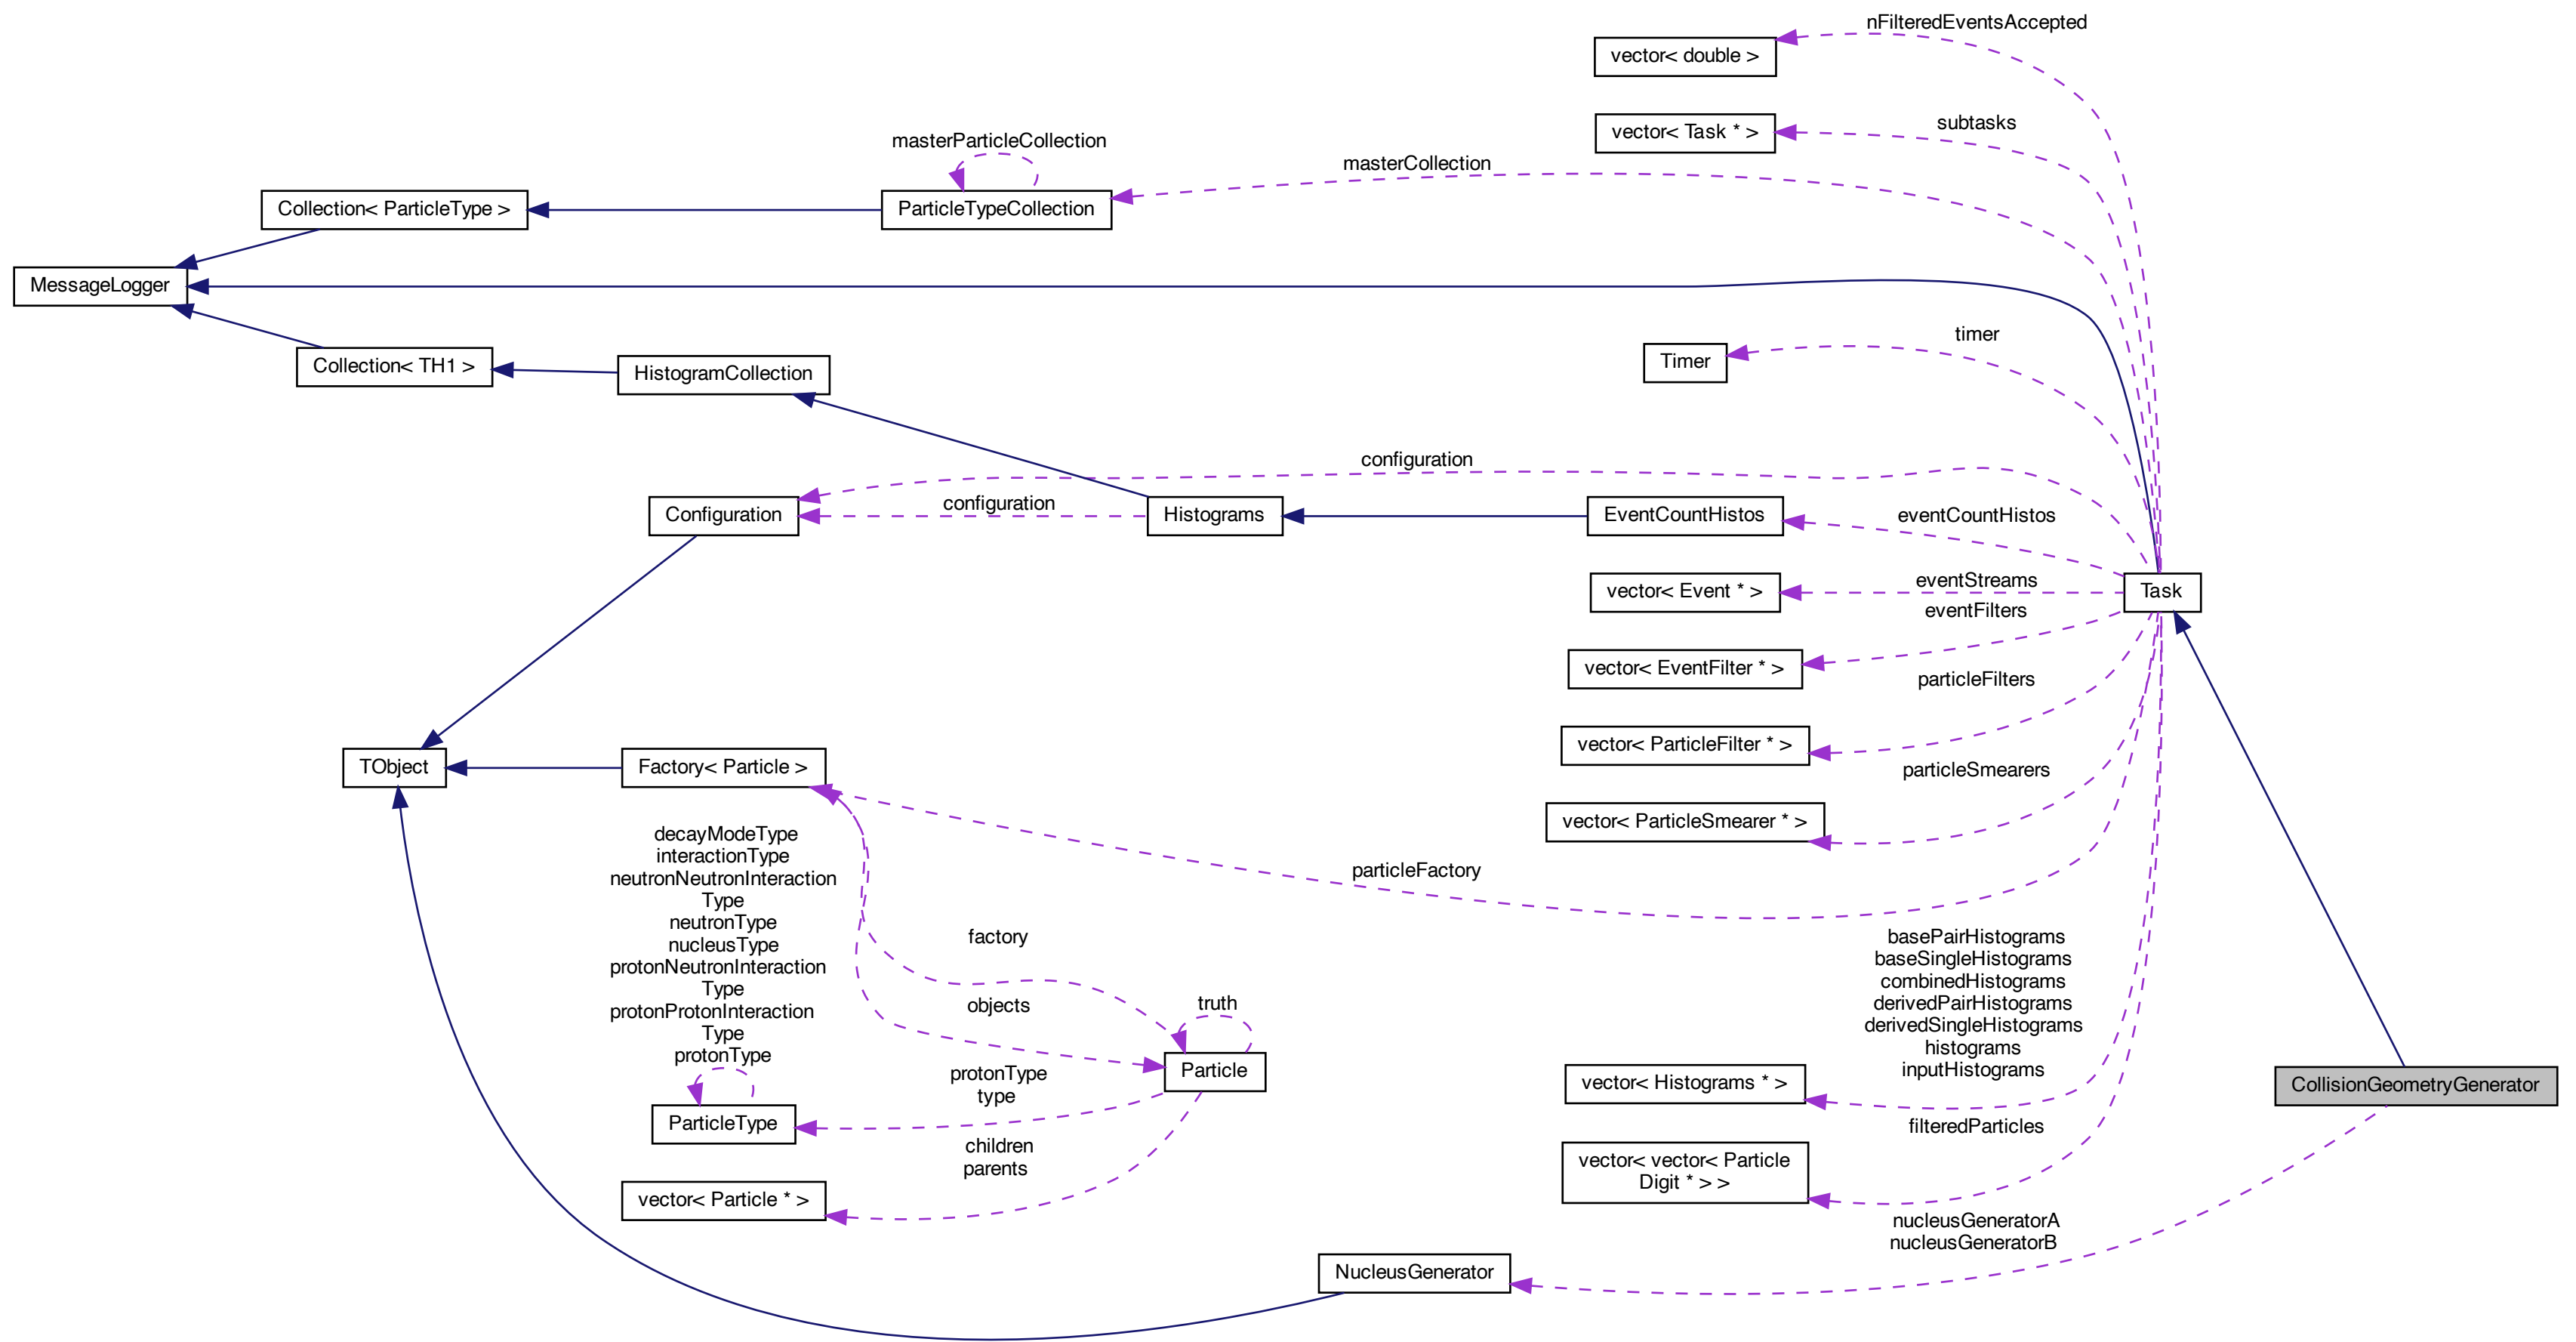 nFilteredEventsAccepted
vector< double >
vector< Task * >
subtasks
masterParticleCollection
masterCollection
Collection< ParticleType >
ParticleTypeCollection
MessageLogger
timer
Timer
Collection< TH1 >
HistogramCollection
configuration
configuration
Configuration
Histograms
EventCountHistos
eventCountHistos
eventStreams
vector< Event * >
Task
eventFilters
vector< EventFilter * >
particleFilters
vector< ParticleFilter * >
TObject
Factory< Particle >
particleSmearers
vector< ParticleSmearer * >
particleFactory
decayModeType
interactionType
neutronNeutronInteraction
Type
neutronType
nucleusType
protonNeutronInteraction
Type
protonProtonInteraction
Type
protonType
factory
objects
truth
basePairHistograms
baseSingleHistograms
combinedHistograms
derivedPairHistograms
derivedSingleHistograms
histograms
inputHistograms
Particle
protonType
type
vector< Histograms * >
CollisionGeometryGenerator
ParticleType
filteredParticles
children
parents
vector< vector< Particle
Digit * > >
vector< Particle * >
nucleusGeneratorA
nucleusGeneratorB
NucleusGenerator